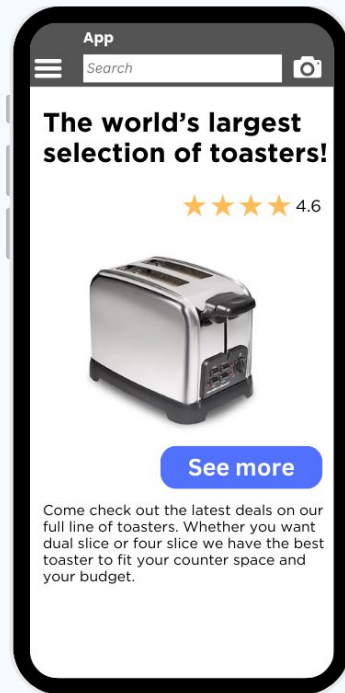 App
Search
The world's largest
selection of toasters!
4.6
See more
Come check out the latest deals on our
full line of toasters. Whether you want
dual slice or four slice we have the best
toaster to fit your counter space and
your budget.